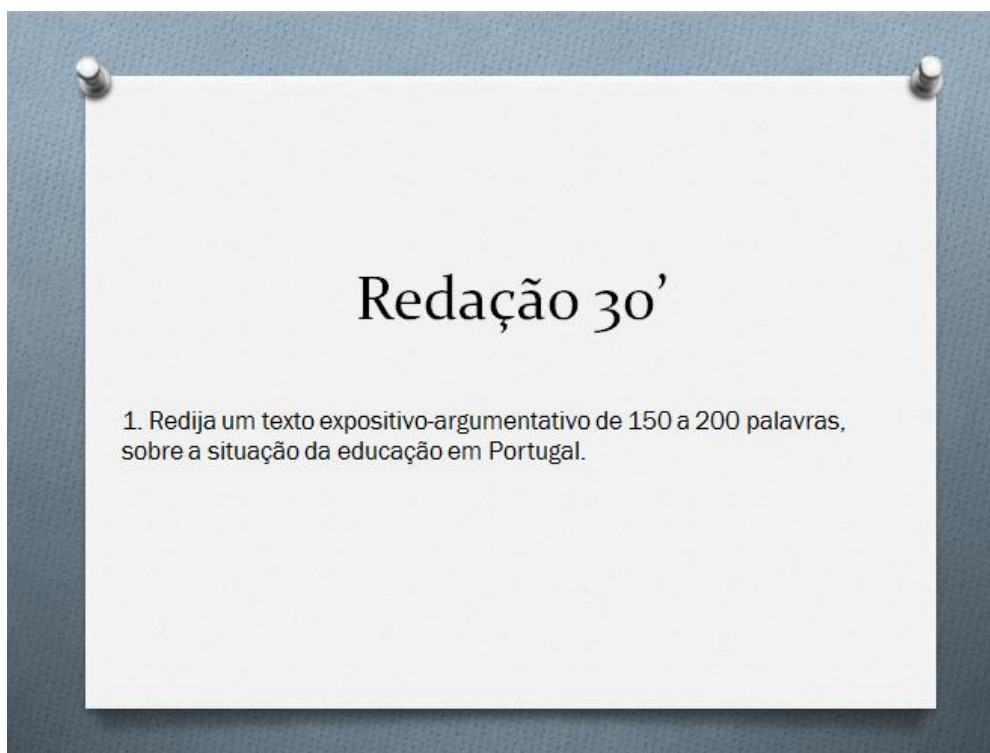 Redação 30’
1. Redija um texto expositivo-argumentativo de 150 a 200 palavras,
sobre a situação da educação em Portugal.